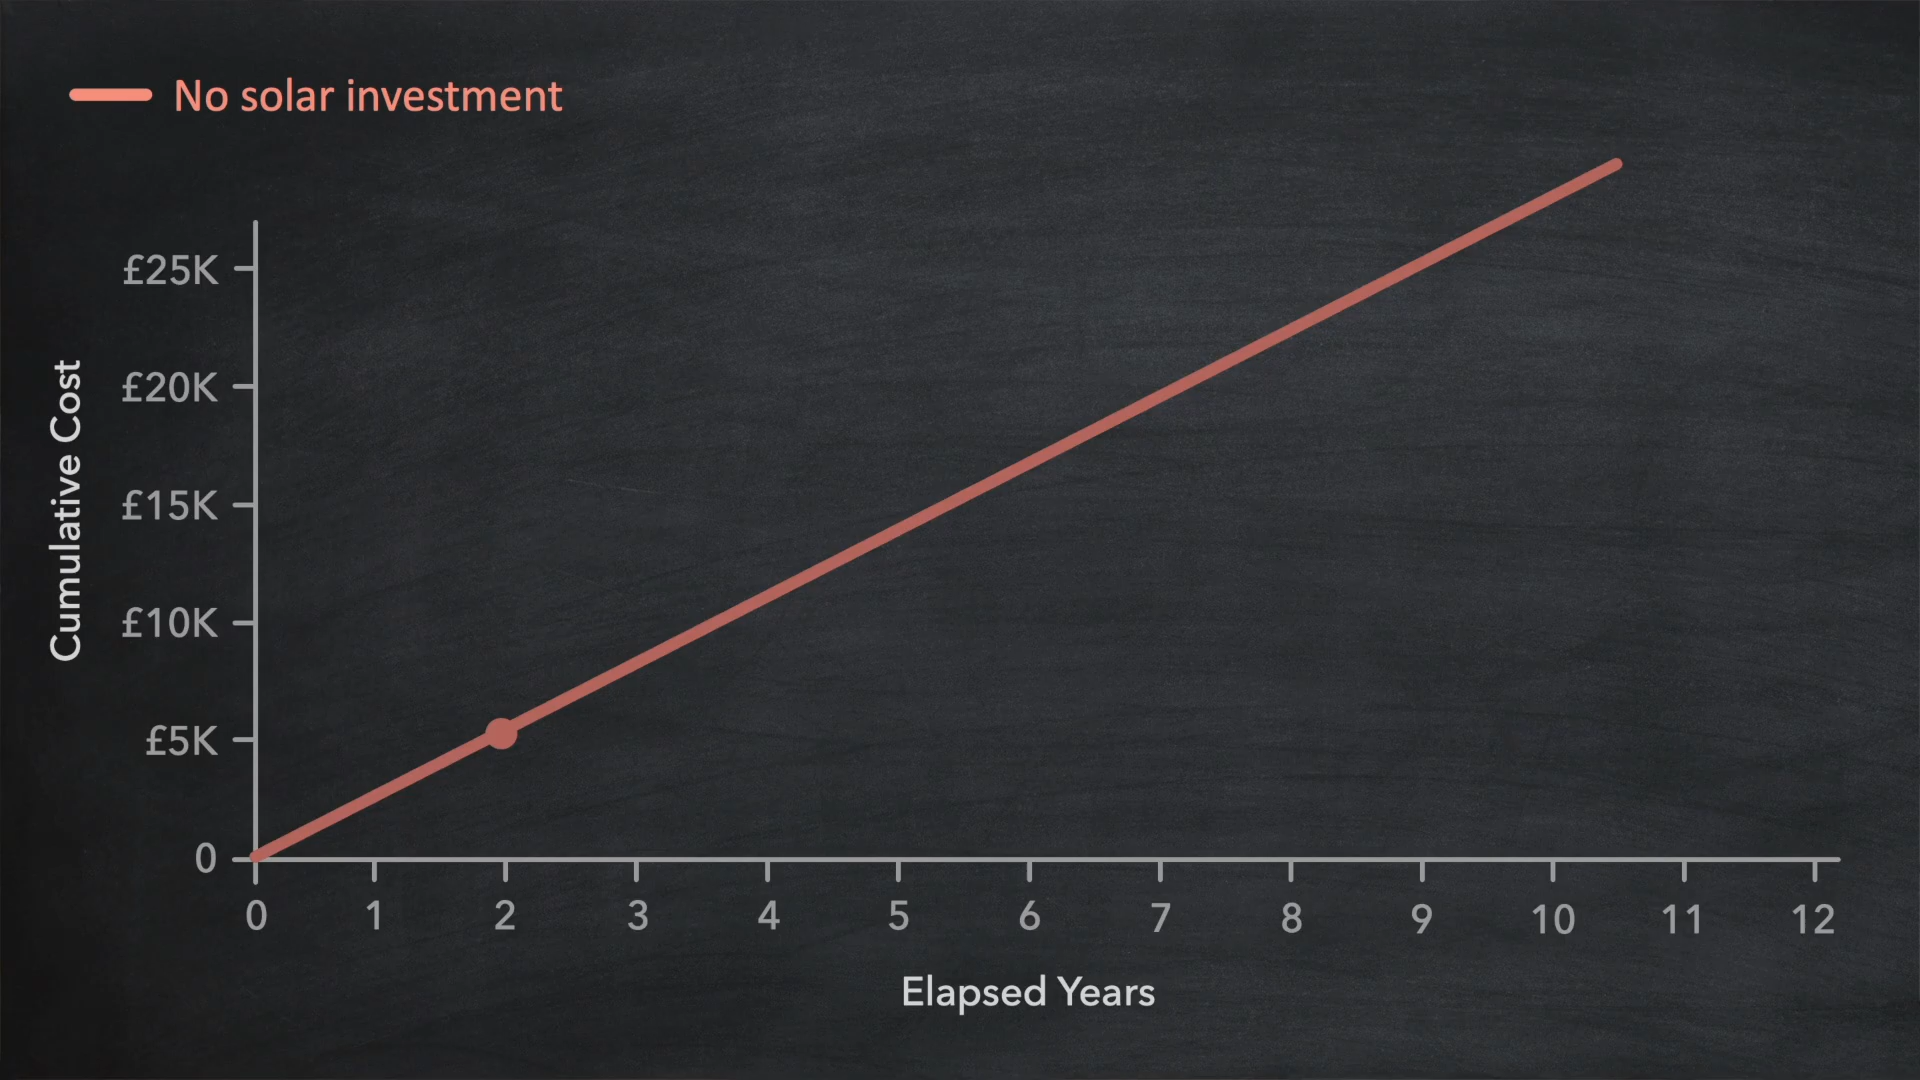 No solar investment
£25K
£20K
£15K
£10K
£5K
0
Cumulative Cost
0 1 2 3 4 5 6 7 8 9 10 11 12
Elapsed Years